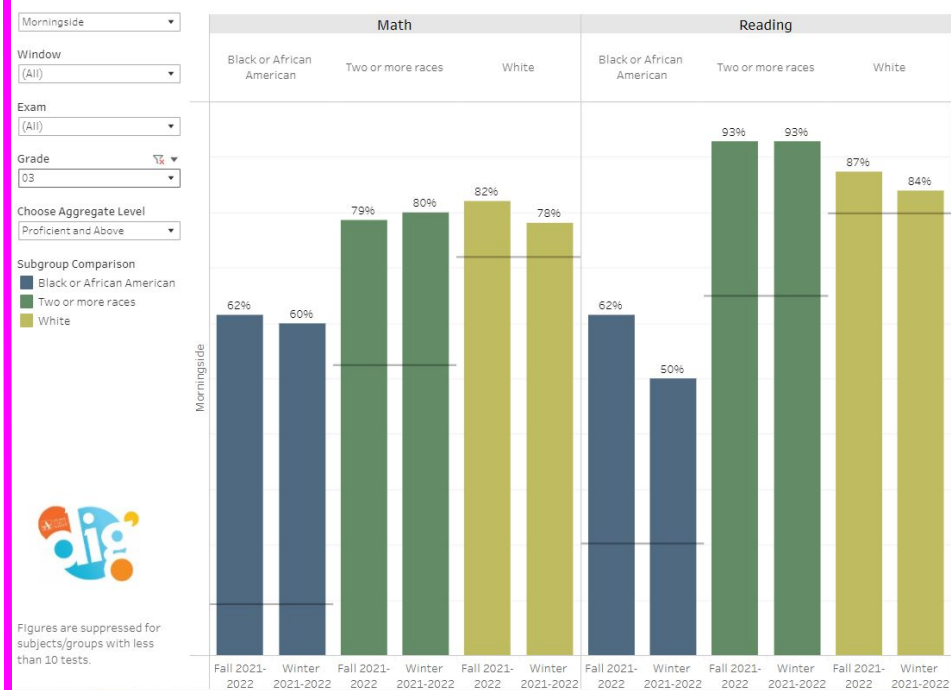 Morningside
Window
(All)
Exam
(All)
Grade
03
Choose Aggregate Level
Proficient and Above
Subgroup Comparison
Black or African American
Two or more races
White
dig
Figures are suppressed for
subjects/groups with less
than 10 tests.
Math
Reading
Black or African
American
Two or more races
White
Black or African
American
Two or more races
White
Morningside
62%
60%
79%
80%
82%
78%
62%
50%
93%
93%
87%
84%
Fall 2021-
2022
Winter
2021-2022
Fall 2021-
2022
Winter
2021-2022
Fall 2021-
2022
Winter
2021-2022
Fall 2021-
2022
Winter
2021-2022
Fall 2021-
2022
Winter
2021-2022
Fall 2021-
2022
Winter
2021-2022